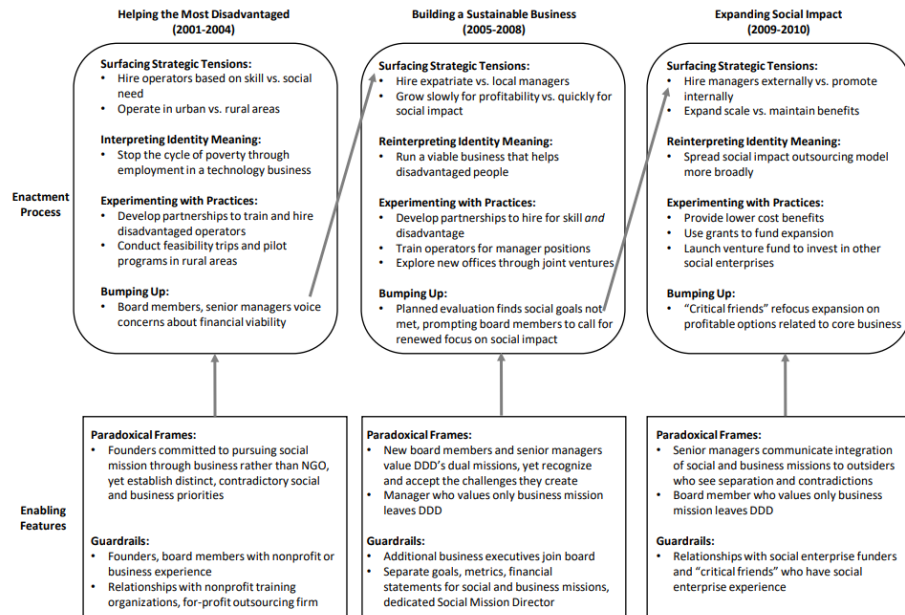 Helping the Most Disadvantaged
(2001-2004)
Building a Sustainable Business
(2005-2008)
Expanding Social Impact
(2009-2010)
Enactment
Process
Surfacing Strategic Tensions:
• Hire operators based on skill vs. social
need
• Operate in urban vs. rural areas
Interpreting Identity Meaning:
• Stop the cycle of poverty through
employment in a technology business
Experimenting with Practices:
• Develop partnerships to train and hire
disadvantaged operators
• Conduct feasibility trips and pilot
programs in rural areas
Bumping Up:
• Board members, senior managers voice
concerns about financial viability
Surfacing Strategic Tensions:
• Hire expatriate vs. local managers
• Grow slowly for profitability vs. quickly for
social impact
Reinterpreting Identity Meaning:
• Run a viable business that helps
disadvantaged people
Experimenting with Practices:
• Develop partnerships to hire for skill and
disadvantage
• Train operators for manager positions
• Explore new offices through joint ventures
Bumping Up:
• Planned evaluation finds social goals not
met, prompting board members to call for
renewed focus on social impact
Surfacing Strategic Tensions:
• Hire managers externally vs. promote
internally
• Expand scale vs. maintain benefits
Reinterpreting Identity Meaning:
• Spread social impact outsourcing model
more broadly
Experimenting with Practices:
• Provide lower cost benefits
• Use grants to fund expansion
• Launch venture fund to invest in other
social enterprises
Bumping Up:
• “Critical friends” refocus expansion on
profitable options related to core business
Enabling
Features
Paradoxical Frames:
• Founders committed to pursuing social
mission through business rather than NGO,
yet establish distinct, contradictory social
and business priorities
Guardrails:
• Founders, board members with nonprofit or
business experience
• Relationships with nonprofit training
organizations, for-profit outsourcing firm
Paradoxical Frames:
• New board members and senior managers
value DDD’s dual missions, yet recognize
and accept the challenges they create
• Manager who values only business mission
leaves DDD
Guardrails:
• Additional business executives join board
• Separate goals, metrics, financial
statements for social and business missions,
dedicated Social Mission Director
Paradoxical Frames:
• Senior managers communicate integration
of social and business missions to outsiders
who see separation and contradictions
• Board member who values only business
mission leaves DDD
Guardrails:
• Relationships with social enterprise funders
and “critical friends” who have social
enterprise experience